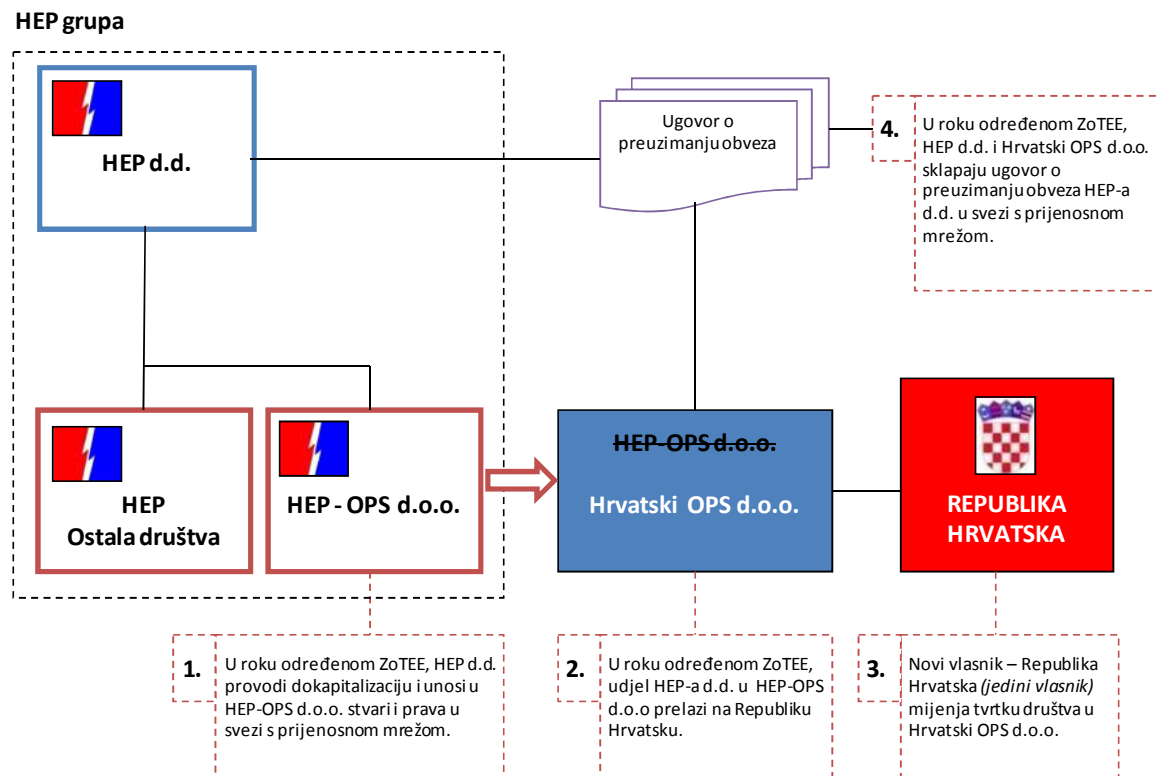 HEP grupa
HEP d.d.
Ugovor o
preuzimanju obveza
4.
U roku određenom ZoTEE,
HEP d.d. i Hrvatski OPS d.o.o.
sklapaju ugovor o
preuzimanju obveza HEP-a
d.d. u svezi s prijenosnom
mrežom.
HEP
Ostala društva
HEP - OPS d.o.o.
HEP-OPS d.o.o.
Hrvatski OPS d.o.o.
REPUBLIKA
HRVATSKA
1.
U roku određenom ZoTEE, HEP d.d.
provodi dokapitalizaciju i unosi u
HEP-OPS d.o.o. stvari i prava u
svezi s prijenosnom mrežom.
2.
U roku određenom ZoTEE,
udjel HEP-a d.d. u HEP-OPS
d.o.o prelazi na Republiku
Hrvatsku.
3.
Novi vlasnik – Republika
Hrvatska (jedini vlasnik)
mijenja tvrtku društva u
Hrvatski OPS d.o.o.